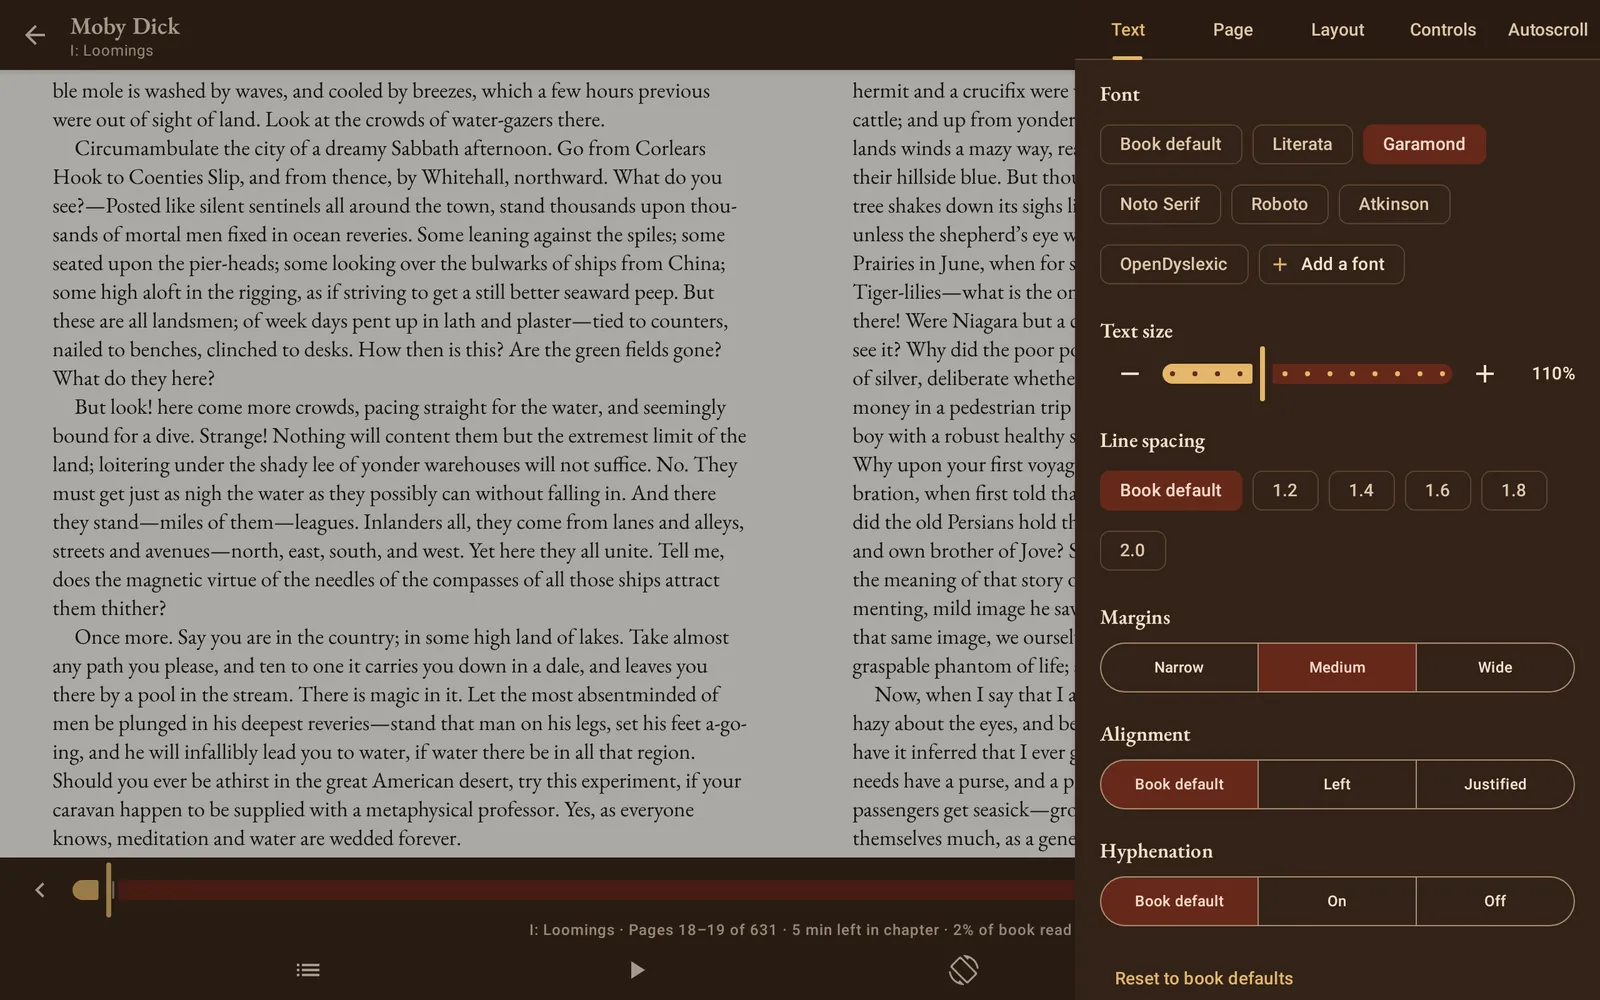 Moby Dick
I: Loomings
ble mole is washed by waves, and cooled by breezes, which a few hours previous
were out of sight of land. Look at the crowds of water-gazers there.
Circumambulate the city of a dreamy Sabbath afternoon. Go from Corlears
Hook to Coenties Slip, and from thence, by Whitehall, northward. What do you
see?—Posted like silent sentinels all around the town, stand thousands upon thou-
sands of mortal men fixed in ocean reveries. Some leaning against the spiles; some
seated upon the pier-heads; some looking over the bulwarks of ships from China;
some high aloft in the rigging, as if striving to get a still better seaward peep. But
these are all landsmen; of week days pent up in lath and plaster—tied to counters,
nailed to benches, clinched to desks. How then is this? Are the green fields gone?
What do they here?
But look! here come more crowds, pacing straight for the water, and seemingly
bound for a dive. Strange! Nothing will content them but the extremest limit of the
land; loitering under the shady lee of yonder warehouses will not suffice. No. They
must get just as nigh the water as they possibly can without falling in. And there
they stand—miles of them—leagues. Inlanders all, they come from lanes and alleys,
streets and avenues—north, east, south, and west. Yet here they all unite. Tell me,
does the magnetic virtue of the needles of the compasses of all those ships attract
them thither?
Once more. Say you are in the country; in some high land of lakes. Take almost
any path you please, and ten to one it carries you down in a dale, and leaves you
there by a pool in the stream. There is magic in it. Let the most absentminded of
men be plunged in his deepest reveries—stand that man on his legs, set his feet a-go-
ing, and he will infallibly lead you to water, if water there be in all that region.
Should you ever be athirst in the great American desert, try this experiment, if your
caravan happen to be supplied with a metaphysical professor. Yes, as everyone
knows, meditation and water are wedded forever.
hermit and a crucifix were
cattle; and up from yonder
lands winds a mazy way, rea
their hillside blue. But thou
tree shakes down its sighs li
unless the shepherd's eye w
Prairies in June, when for s
Tiger-lilies—what is the on
there! Were Niagara but a c
see it? Why did the poor po
of silver, deliberate whethe
money in a pedestrian trip
boy with a robust healthy s
Why upon your first voyag
bration, when first told tha
did the old Persians hold th
and own brother of Jove? S
the meaning of that story o
menting, mild image he saw
that same image, we oursel
graspable phantom of life;
Now, when I say that I a
hazy about the eyes, and be
have it inferred that I ever g
needs have a purse, and a p
passengers get seasick—gro
themselves much, as a gene
I: Loomings · Pages 18–19 of 631 · 5 min left in chapter · 2% of book read
Text Page Layout Controls Autoscroll
Font
Book default Literata Garamond
Noto Serif Roboto Atkinson
OpenDyslexic + Add a font
Text size
− + 110%
Line spacing
Book default 1.2 1.4 1.6 1.8
2.0
Margins
Narrow Medium Wide
Alignment
Book default Left Justified
Hyphenation
Book default On Off
Reset to book defaults